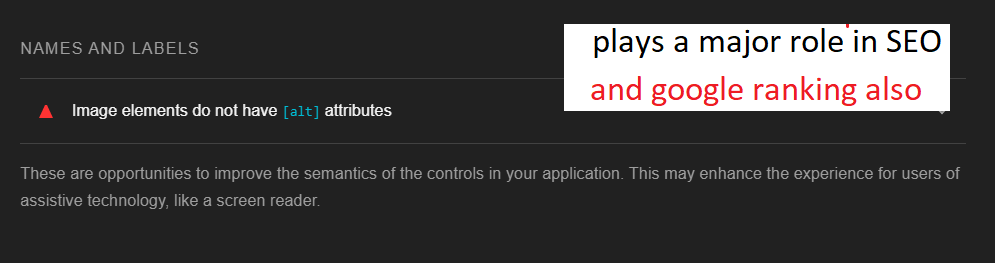 NAMES AND LABELS
plays a major role in SEO
and google ranking also
Image elements do not have [alt] attributes
These are opportunities to improve the semantics of the controls in your application. This may enhance the experience for users of
assistive technology, like a screen reader.